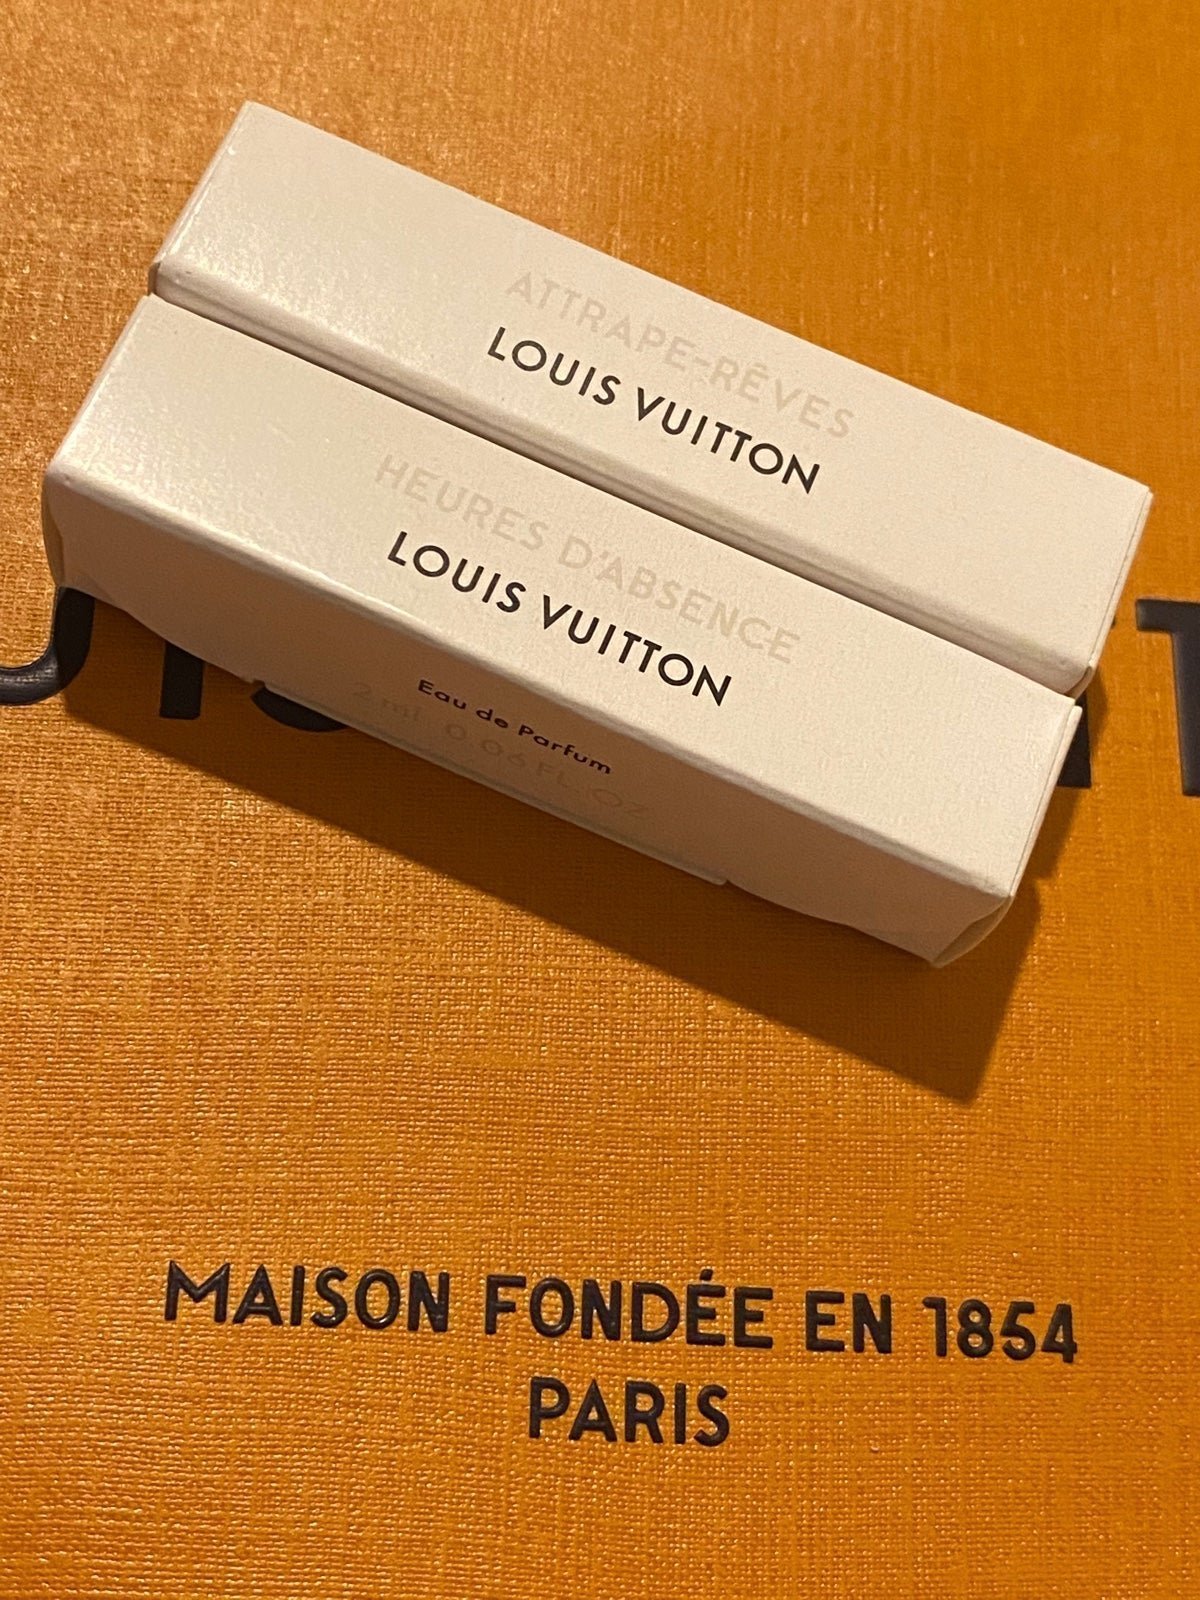 ATTRAPE-RÊVES
LOUIS VUITTON
HEURES D'ABSENCE
LOUIS VUITTON
Eau de Parfum
2 ml 0.06 FL. OZ
MAISON FONDÉE EN 1854
PARIS